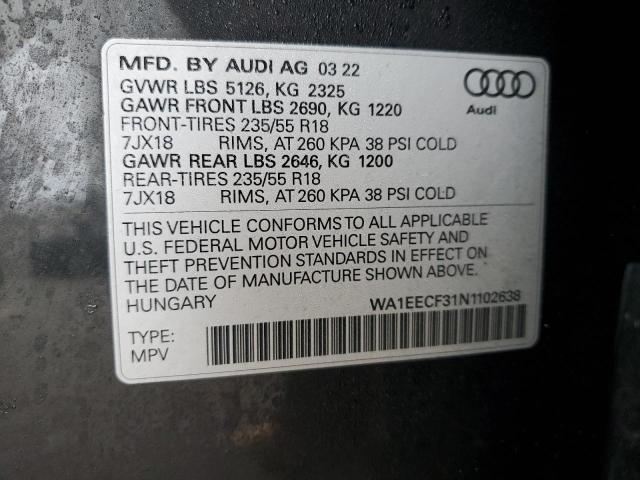 MFD. BY AUDI AG 03 22
GVWR LBS 5126, KG 2325
GAWR FRONT LBS 2690, KG 1220
FRONT-TIRES 235/55 R18
7JX18 RIMS, AT 260 KPA 38 PSI COLD
GAWR REAR LBS 2646, KG 1200
REAR-TIRES 235/55 R18
7JX18 RIMS, AT 260 KPA 38 PSI COLD
Audi
THIS VEHICLE CONFORMS TO ALL APPLICABLE
U.S. FEDERAL MOTOR VEHICLE SAFETY AND
THEFT PREVENTION STANDARDS IN EFFECT ON
THE DATE OF MANUFACTURE SHOWN ABOVE.
HUNGARY WA1EECF31N1102638
TYPE:
MPV